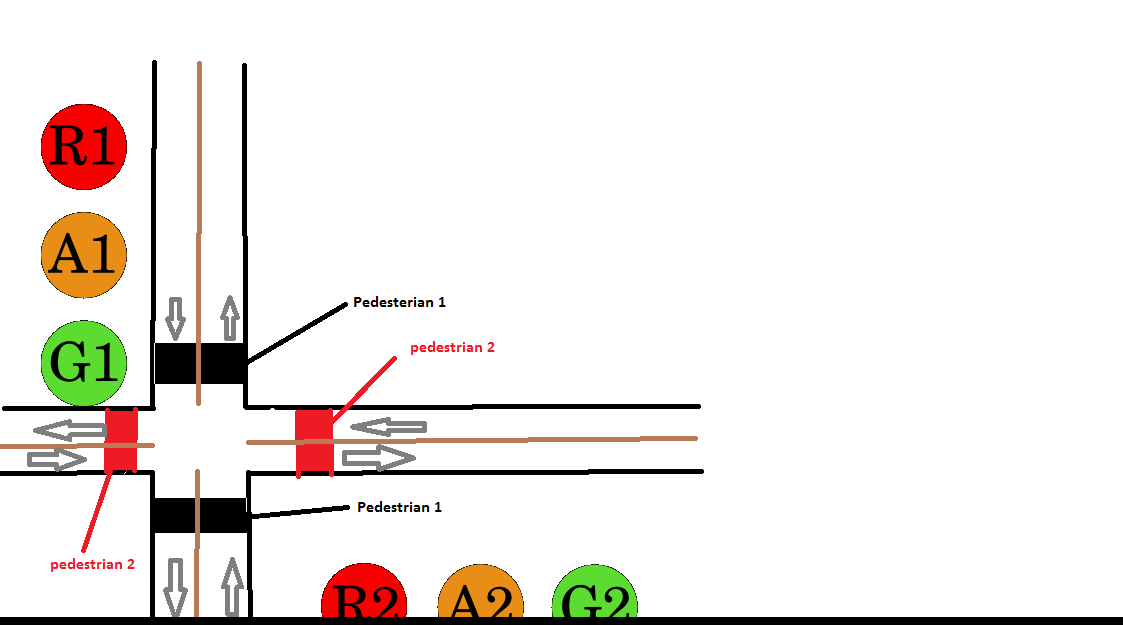 R1
A1
Pedesterian 1
pedestrian 2
G1
Pedestrian 1
pedestrian 2
R2
A2
G2